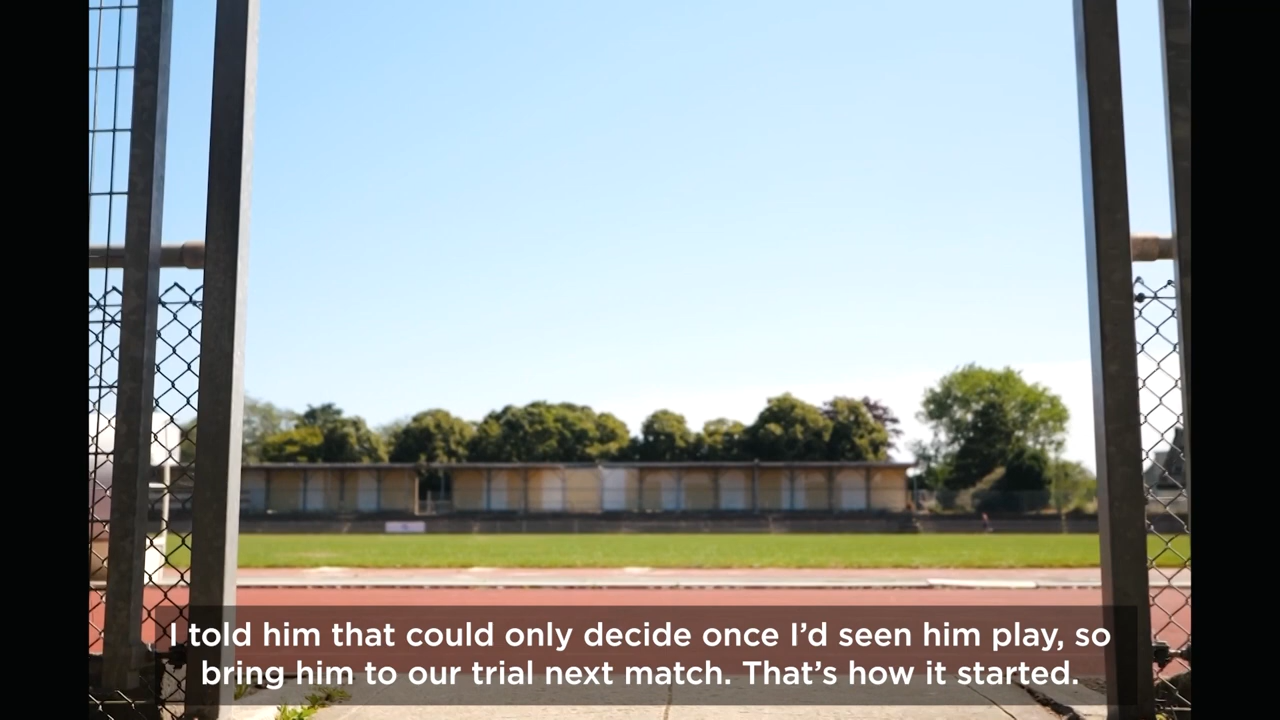 I told him that could only decide once I’d seen him play, so
bring him to our trial next match. That’s how it started.